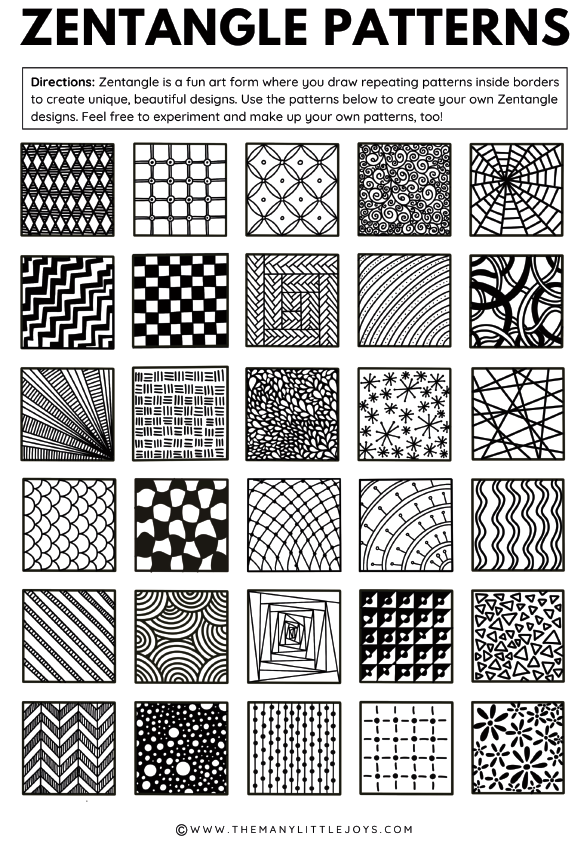 ZENTANGLE PATTERNS
Directions: Zentangle is a fun art form where you draw repeating patterns inside borders
to create unique, beautiful designs. Use the patterns below to create your own Zentangle
designs. Feel free to experiment and make up your own patterns, too!
©WWW.THEMANYLITTLEJOYS.COM